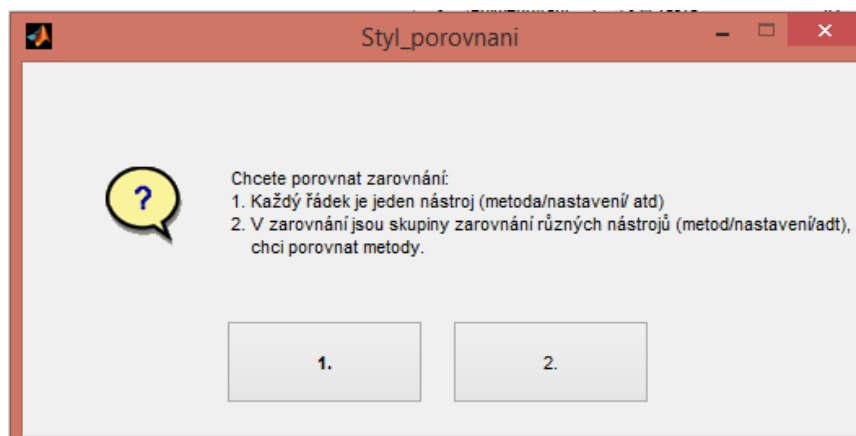 Styl_porovnani
Chcete porovnat zarovnání:
1. Každý řádek je jeden nástroj (metoda/nastavení/ atd)
2. V zarovnání jsou skupiny zarovnání různých nástrojů (metod/nastavení/adt),
chci porovnat metody.
1.
2.